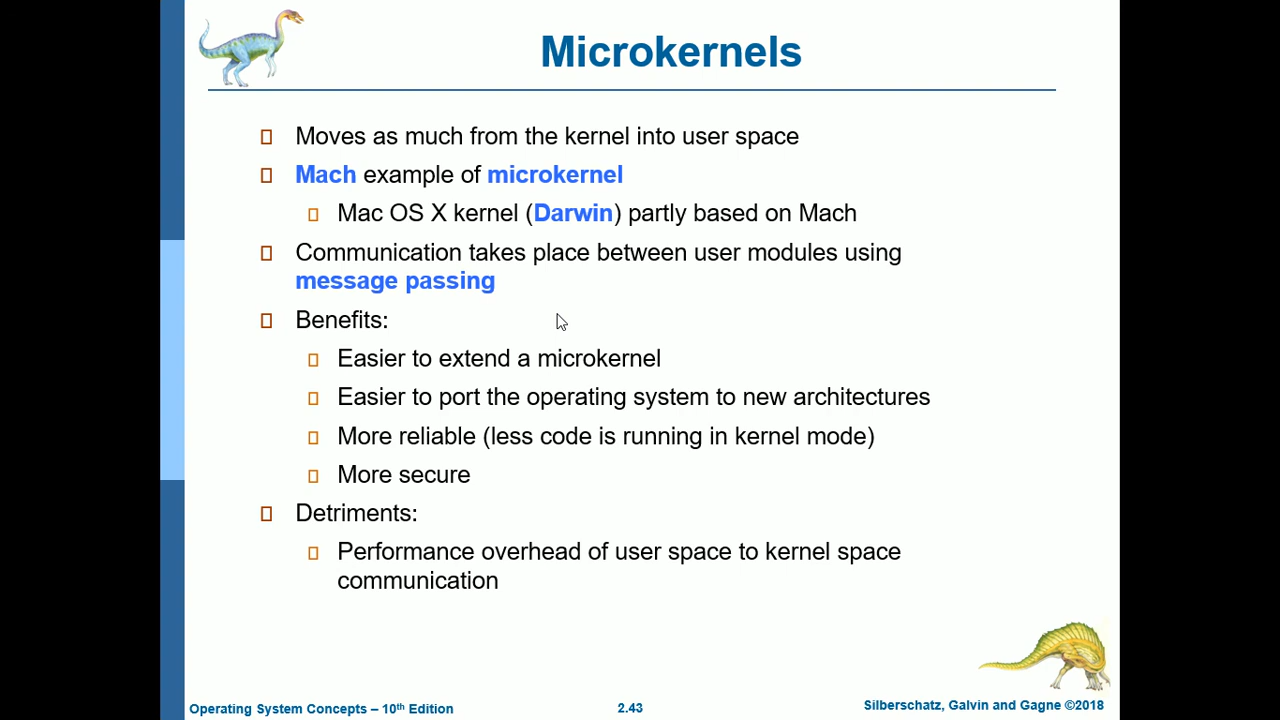 Microkernels
Moves as much from the kernel into user space
Mach example of microkernel
Mac OS X kernel (Darwin) partly based on Mach
Communication takes place between user modules using
message passing
Benefits:
Easier to extend a microkernel
Easier to port the operating system to new architectures
More reliable (less code is running in kernel mode)
More secure
Detriments:
Performance overhead of user space to kernel space
communication
Operating System Concepts – 10th Edition
2.43
Silberschatz, Galvin and Gagne ©2018